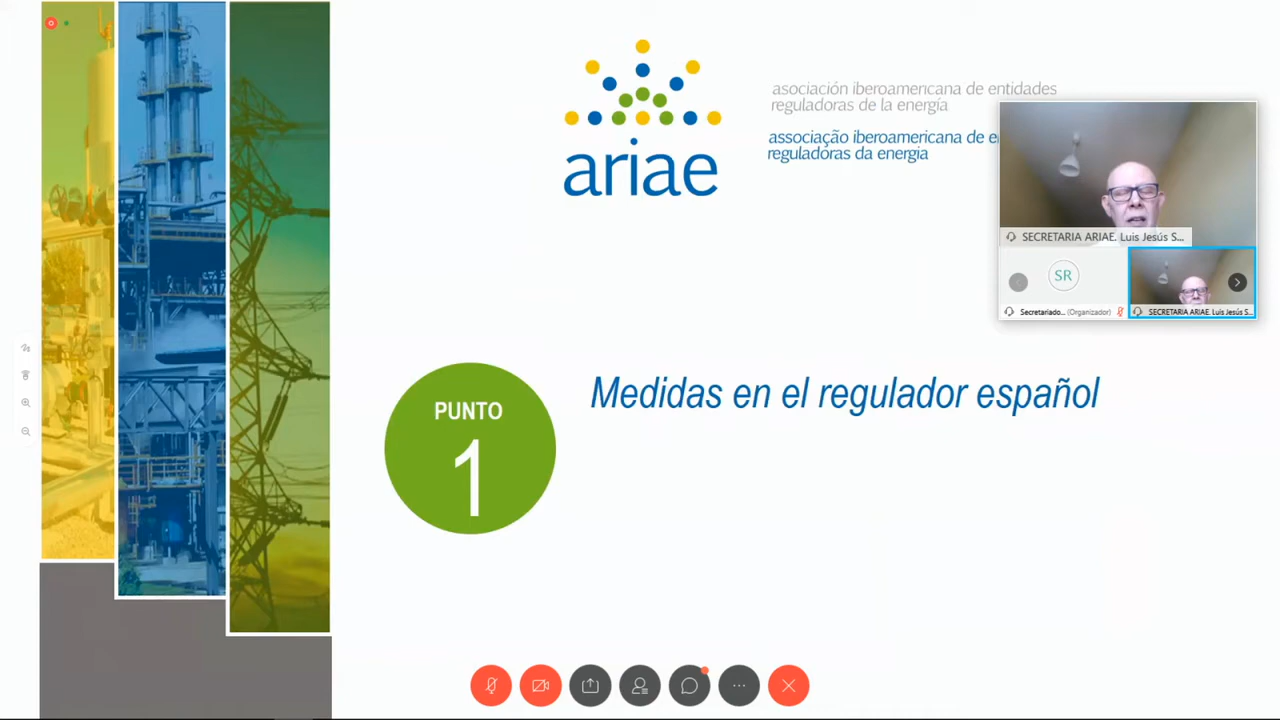 asociación iberoamericana de entidades
reguladoras de la energía
associação iberoamericana de e
reguladoras da energia
ariae
SECRETARIA ARIAE. Luis Jesús S...
SR
Secretariado... (Organizador)
SECRETARIA ARIAE. Luis Jesús S...
PUNTO
1
Medidas en el regulador español